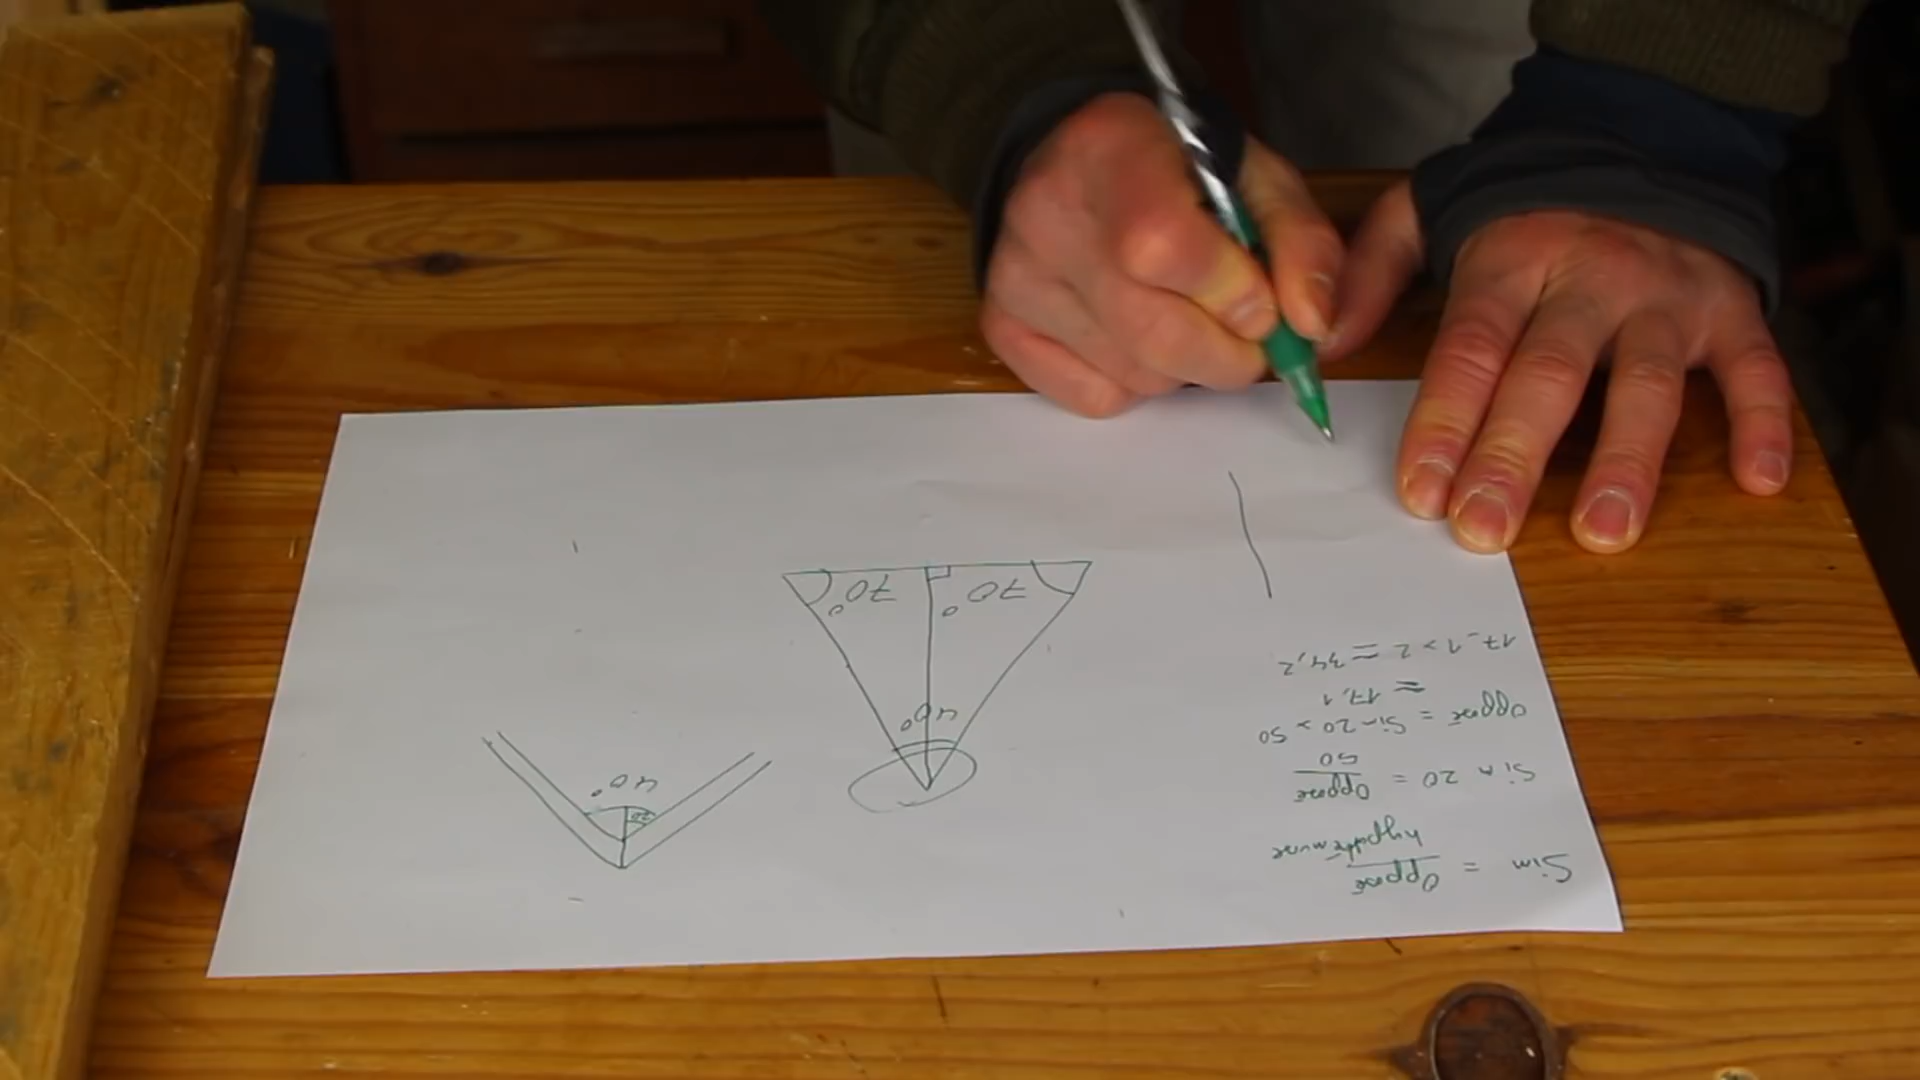 Sin = Opposé
hypothénuse
Sin 20 = Opposé
50
Opposé = Sin 20 x 50
≈ 17,1
17,1 x 2 = 34,2
40°
70° 70°
40°
20